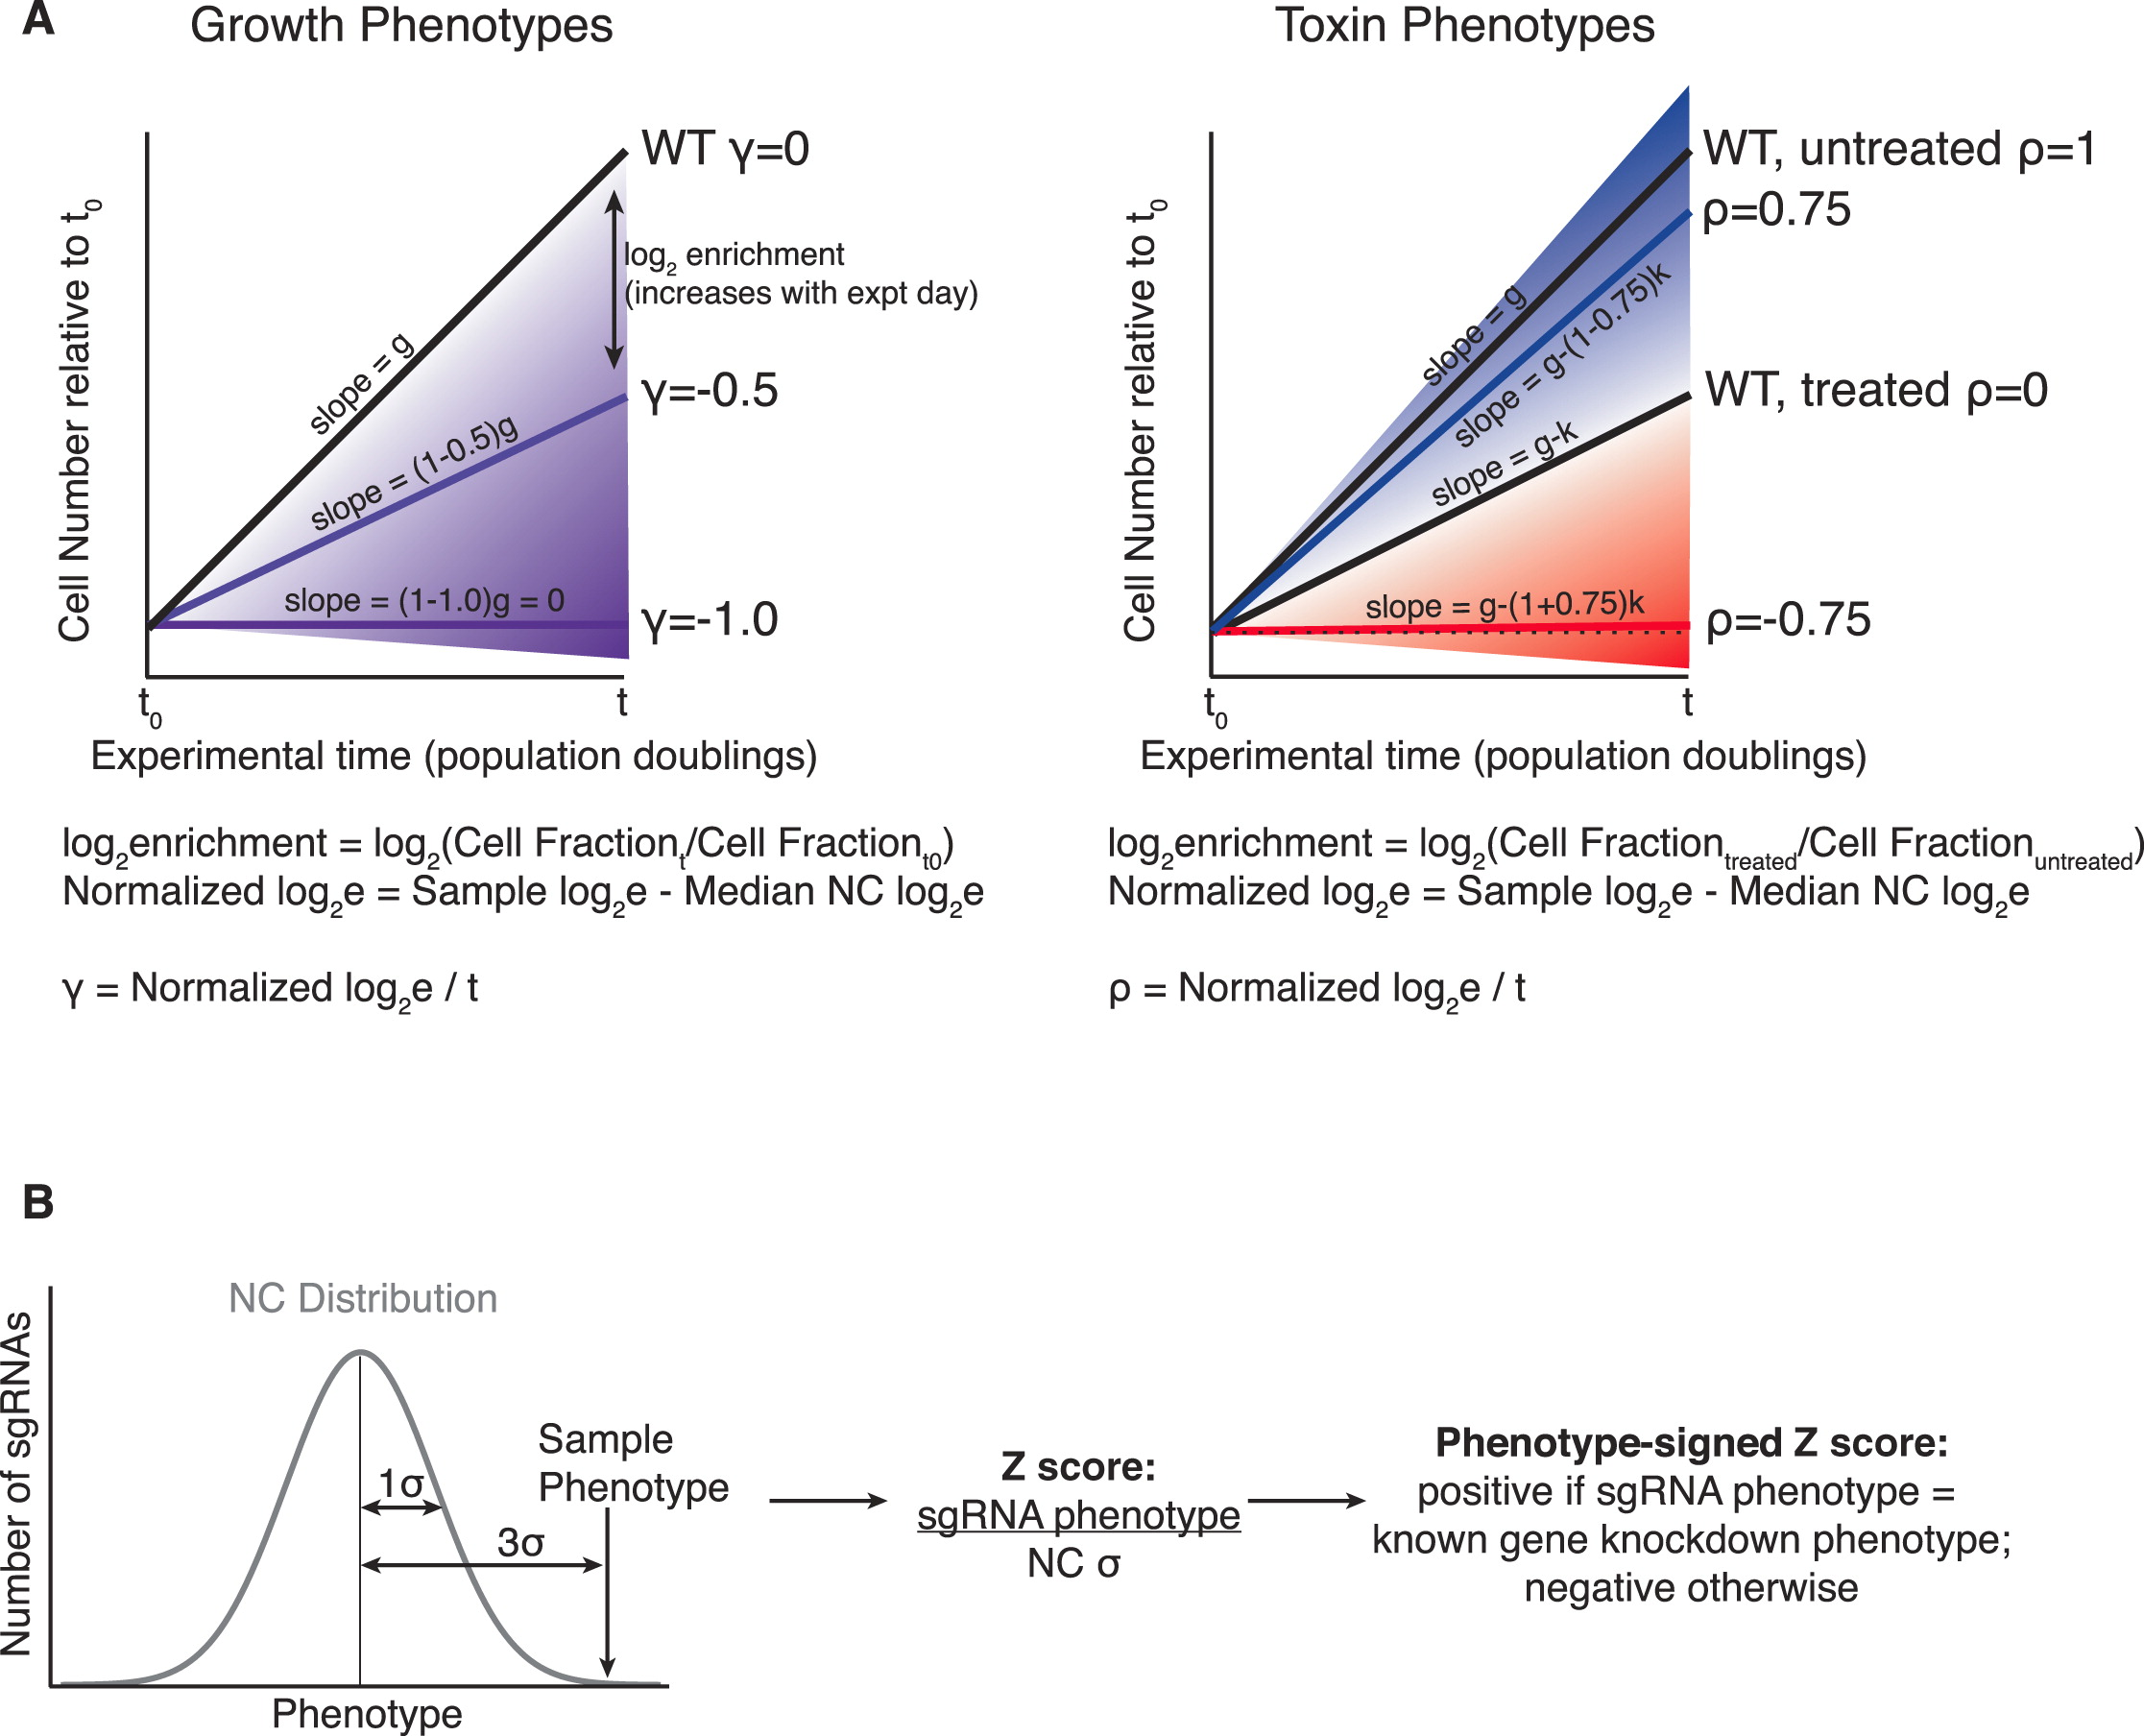 A
Growth Phenotypes
Cell Number relative to t0
WT γ=0
log2 enrichment
(increases with expt day)
slope = g
γ=-0.5
slope = (1-0.5)g
slope = (1-1.0)g = 0
γ=-1.0
t0
t
Experimental time (population doublings)
log2enrichment = log2(Cell Fractiont/Cell Fractiont0)
Normalized log2e = Sample log2e - Median NC log2e
γ = Normalized log2e / t
Toxin Phenotypes
Cell Number relative to t0
WT, untreated ρ=1
ρ=0.75
slope = g
slope = g-(1-0.75)k
WT, treated ρ=0
slope = g-k
slope = g-(1+0.75)k
ρ=-0.75
t0
t
Experimental time (population doublings)
log2enrichment = log2(Cell Fractiontreated/Cell Fractionuntreated)
Normalized log2e = Sample log2e - Median NC log2e
ρ = Normalized log2e / t
B
Number of sgRNAs
NC Distribution
1σ
3σ
Sample
Phenotype
Phenotype
Z score:
sgRNA phenotype
NC σ
Phenotype-signed Z score:
positive if sgRNA phenotype =
known gene knockdown phenotype;
negative otherwise